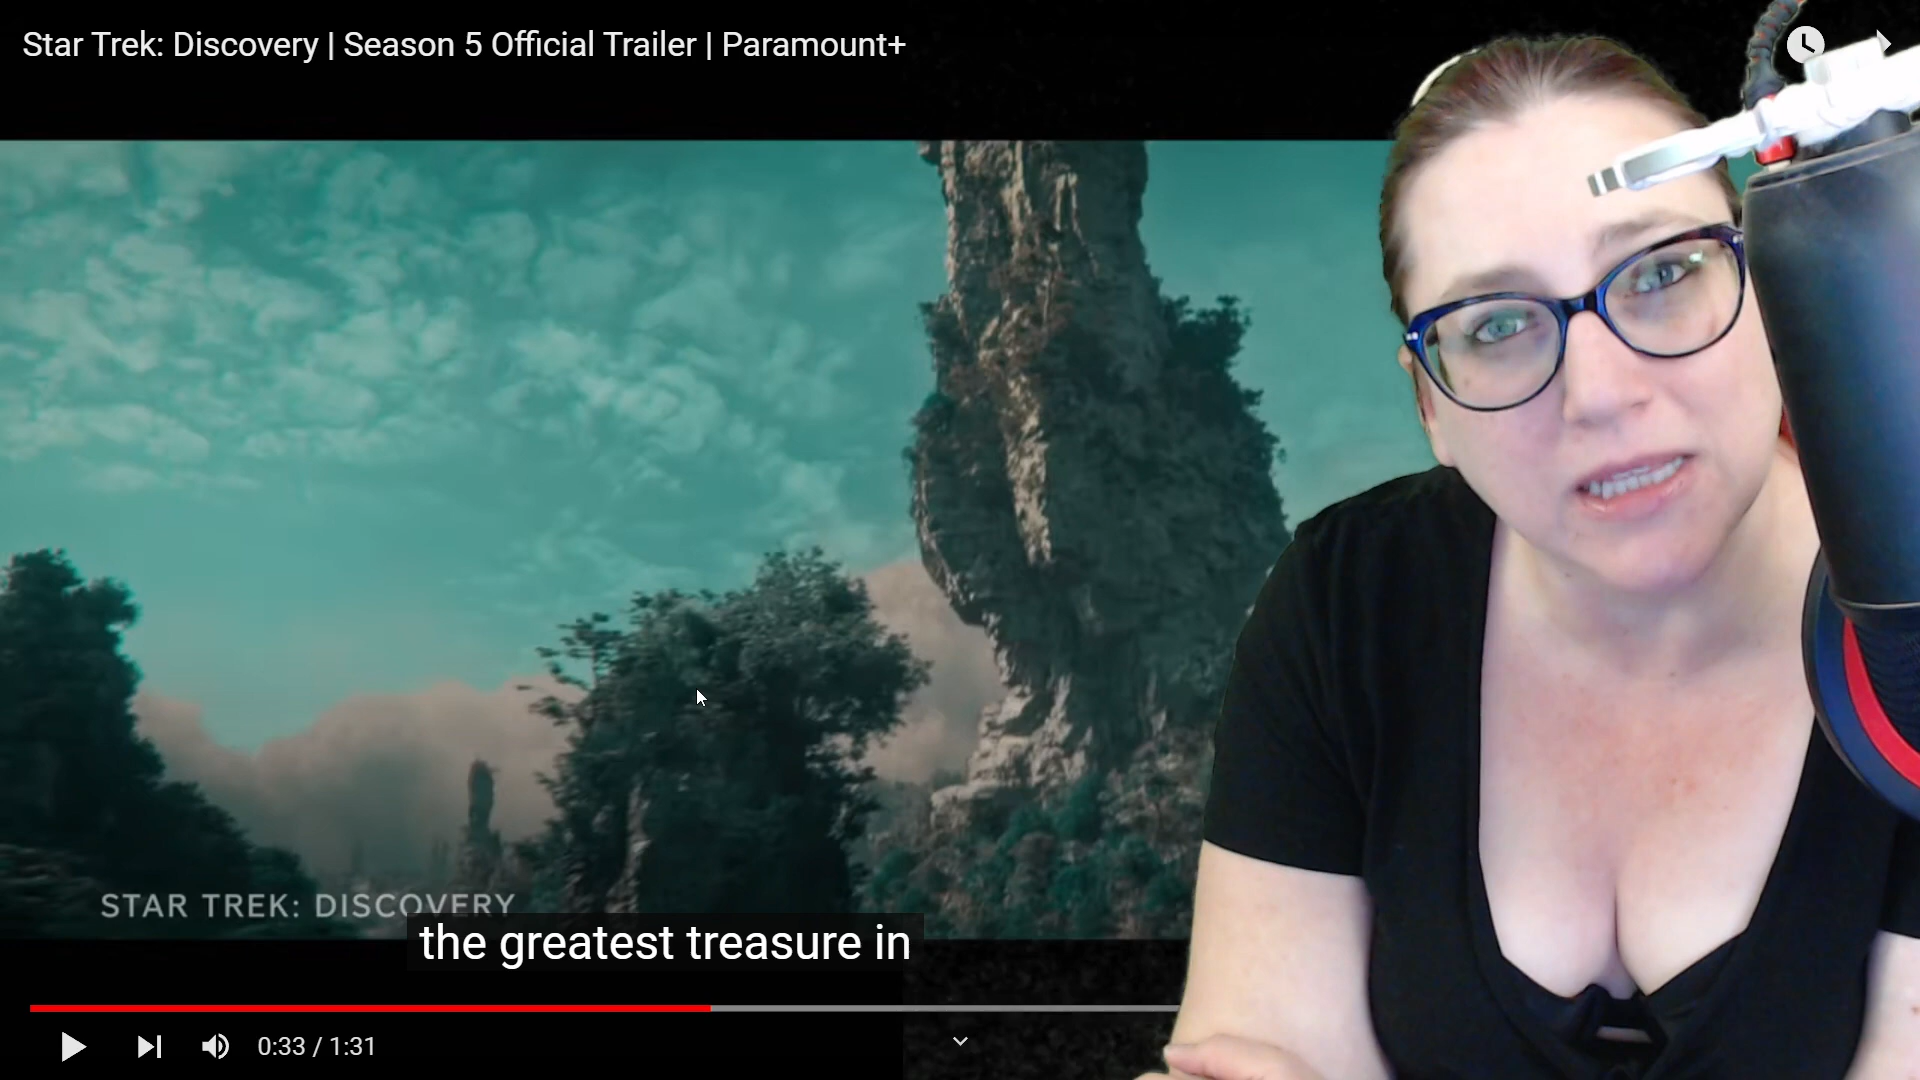 Star Trek: Discovery | Season 5 Official Trailer | Paramount+
STAR TREK: DISCOVERY
the greatest treasure in
0:33 / 1:31